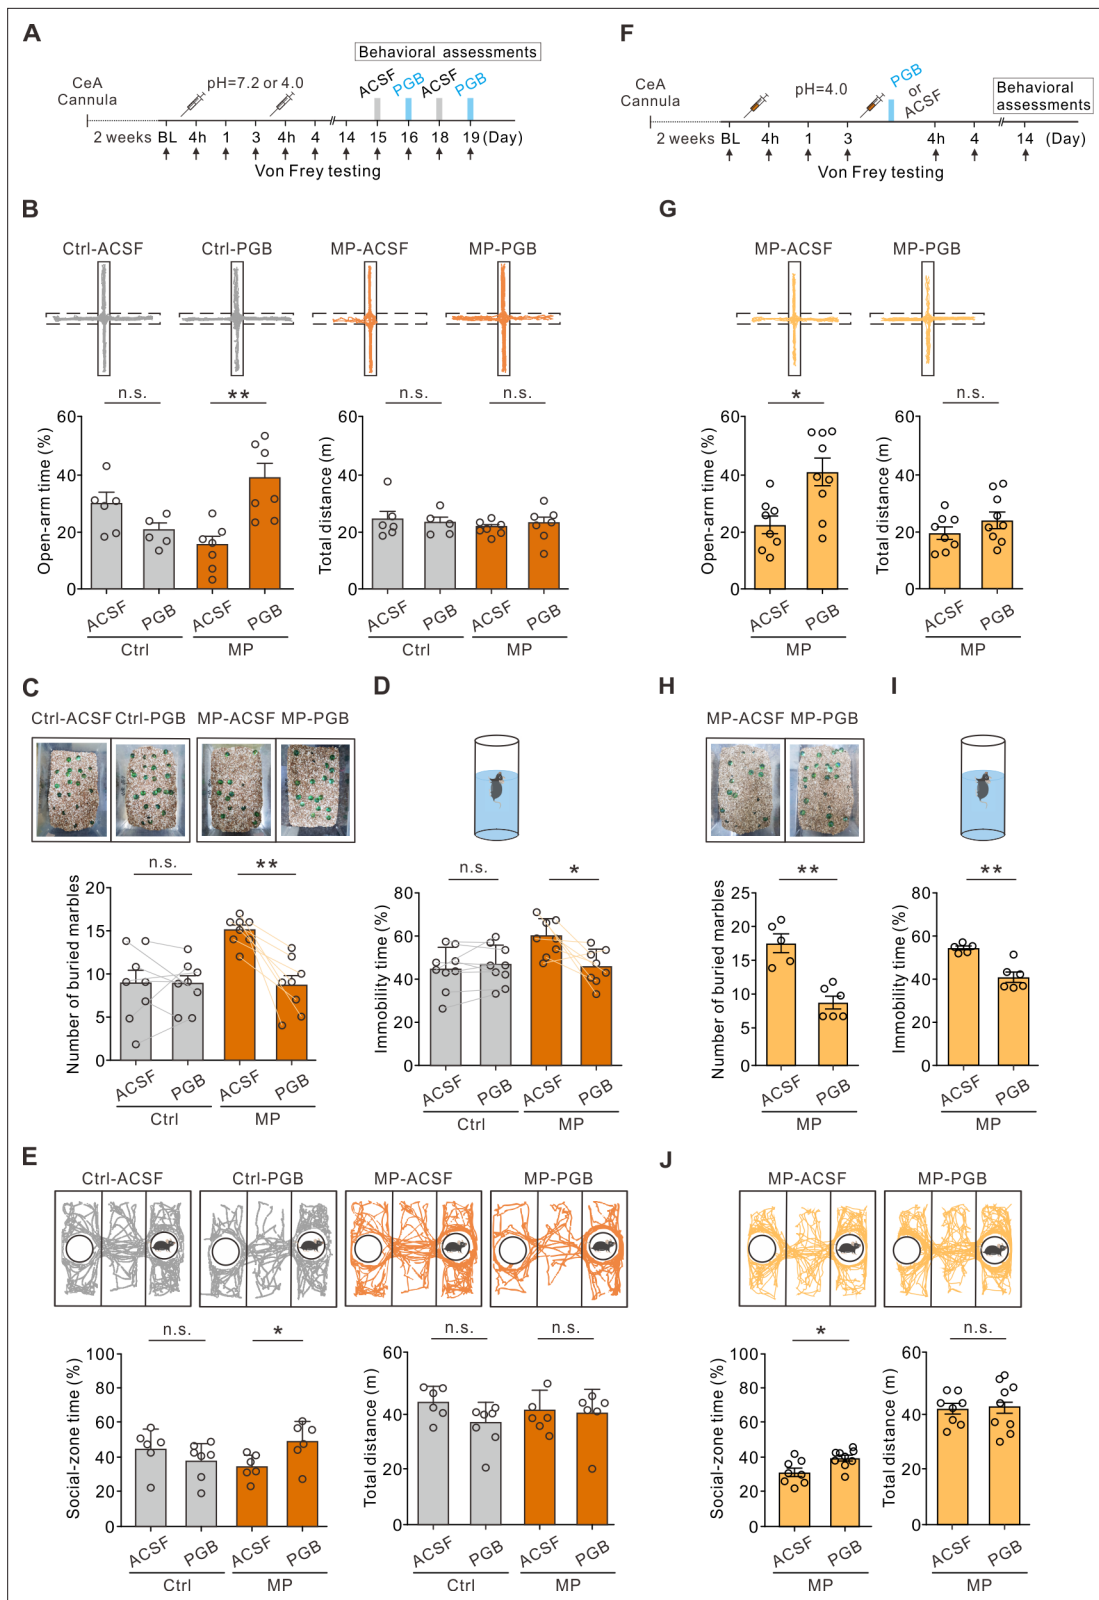 A
Behavioral assessments
CeA
Cannula
pH=7.2 or 4.0
ACSF
PGB
ACSF
PGB
2 weeks BL 4h 1 3 4h 4 14 15 16 18 19 (Day)
Von Frey testing
F
CeA
Cannula
pH=4.0
PGB
or
ACSF
Behavioral
assessments
2 weeks BL 4h 1 3 4h 4 14 (Day)
Von Frey testing
B
Ctrl-ACSF Ctrl-PGB MP-ACSF MP-PGB
n.s. **
Open-arm time (%)
60
40
20
0
ACSF PGB ACSF PGB
Ctrl MP
n.s. n.s.
Total distance (m)
60
40
20
0
ACSF PGB ACSF PGB
Ctrl MP
G
MP-ACSF MP-PGB
*
Open-arm time (%)
60
40
20
0
ACSF PGB
MP
n.s.
Total distance (m)
60
40
20
0
ACSF PGB
MP
C
Ctrl-ACSF Ctrl-PGB MP-ACSF MP-PGB
n.s. **
Number of buried marbles
20
15
10
5
0
ACSF PGB ACSF PGB
Ctrl MP
D
n.s. *
Immobility time (%)
80
60
40
20
0
ACSF PGB ACSF PGB
Ctrl MP
H
MP-ACSF MP-PGB
**
Number of buried marbles
25
20
15
10
5
0
ACSF PGB
MP
I
**
Immobility time (%)
80
60
40
20
0
ACSF PGB
MP
E
Ctrl-ACSF Ctrl-PGB MP-ACSF MP-PGB
n.s. *
Social-zone time (%)
100
80
60
40
20
0
ACSF PGB ACSF PGB
Ctrl MP
n.s. n.s.
Total distance (m)
60
40
20
0
ACSF PGB ACSF PGB
Ctrl MP
J
MP-ACSF MP-PGB
*
Social-zone time (%)
100
80
60
40
20
0
ACSF PGB
MP
n.s.
Total distance (m)
60
40
20
0
ACSF PGB
MP